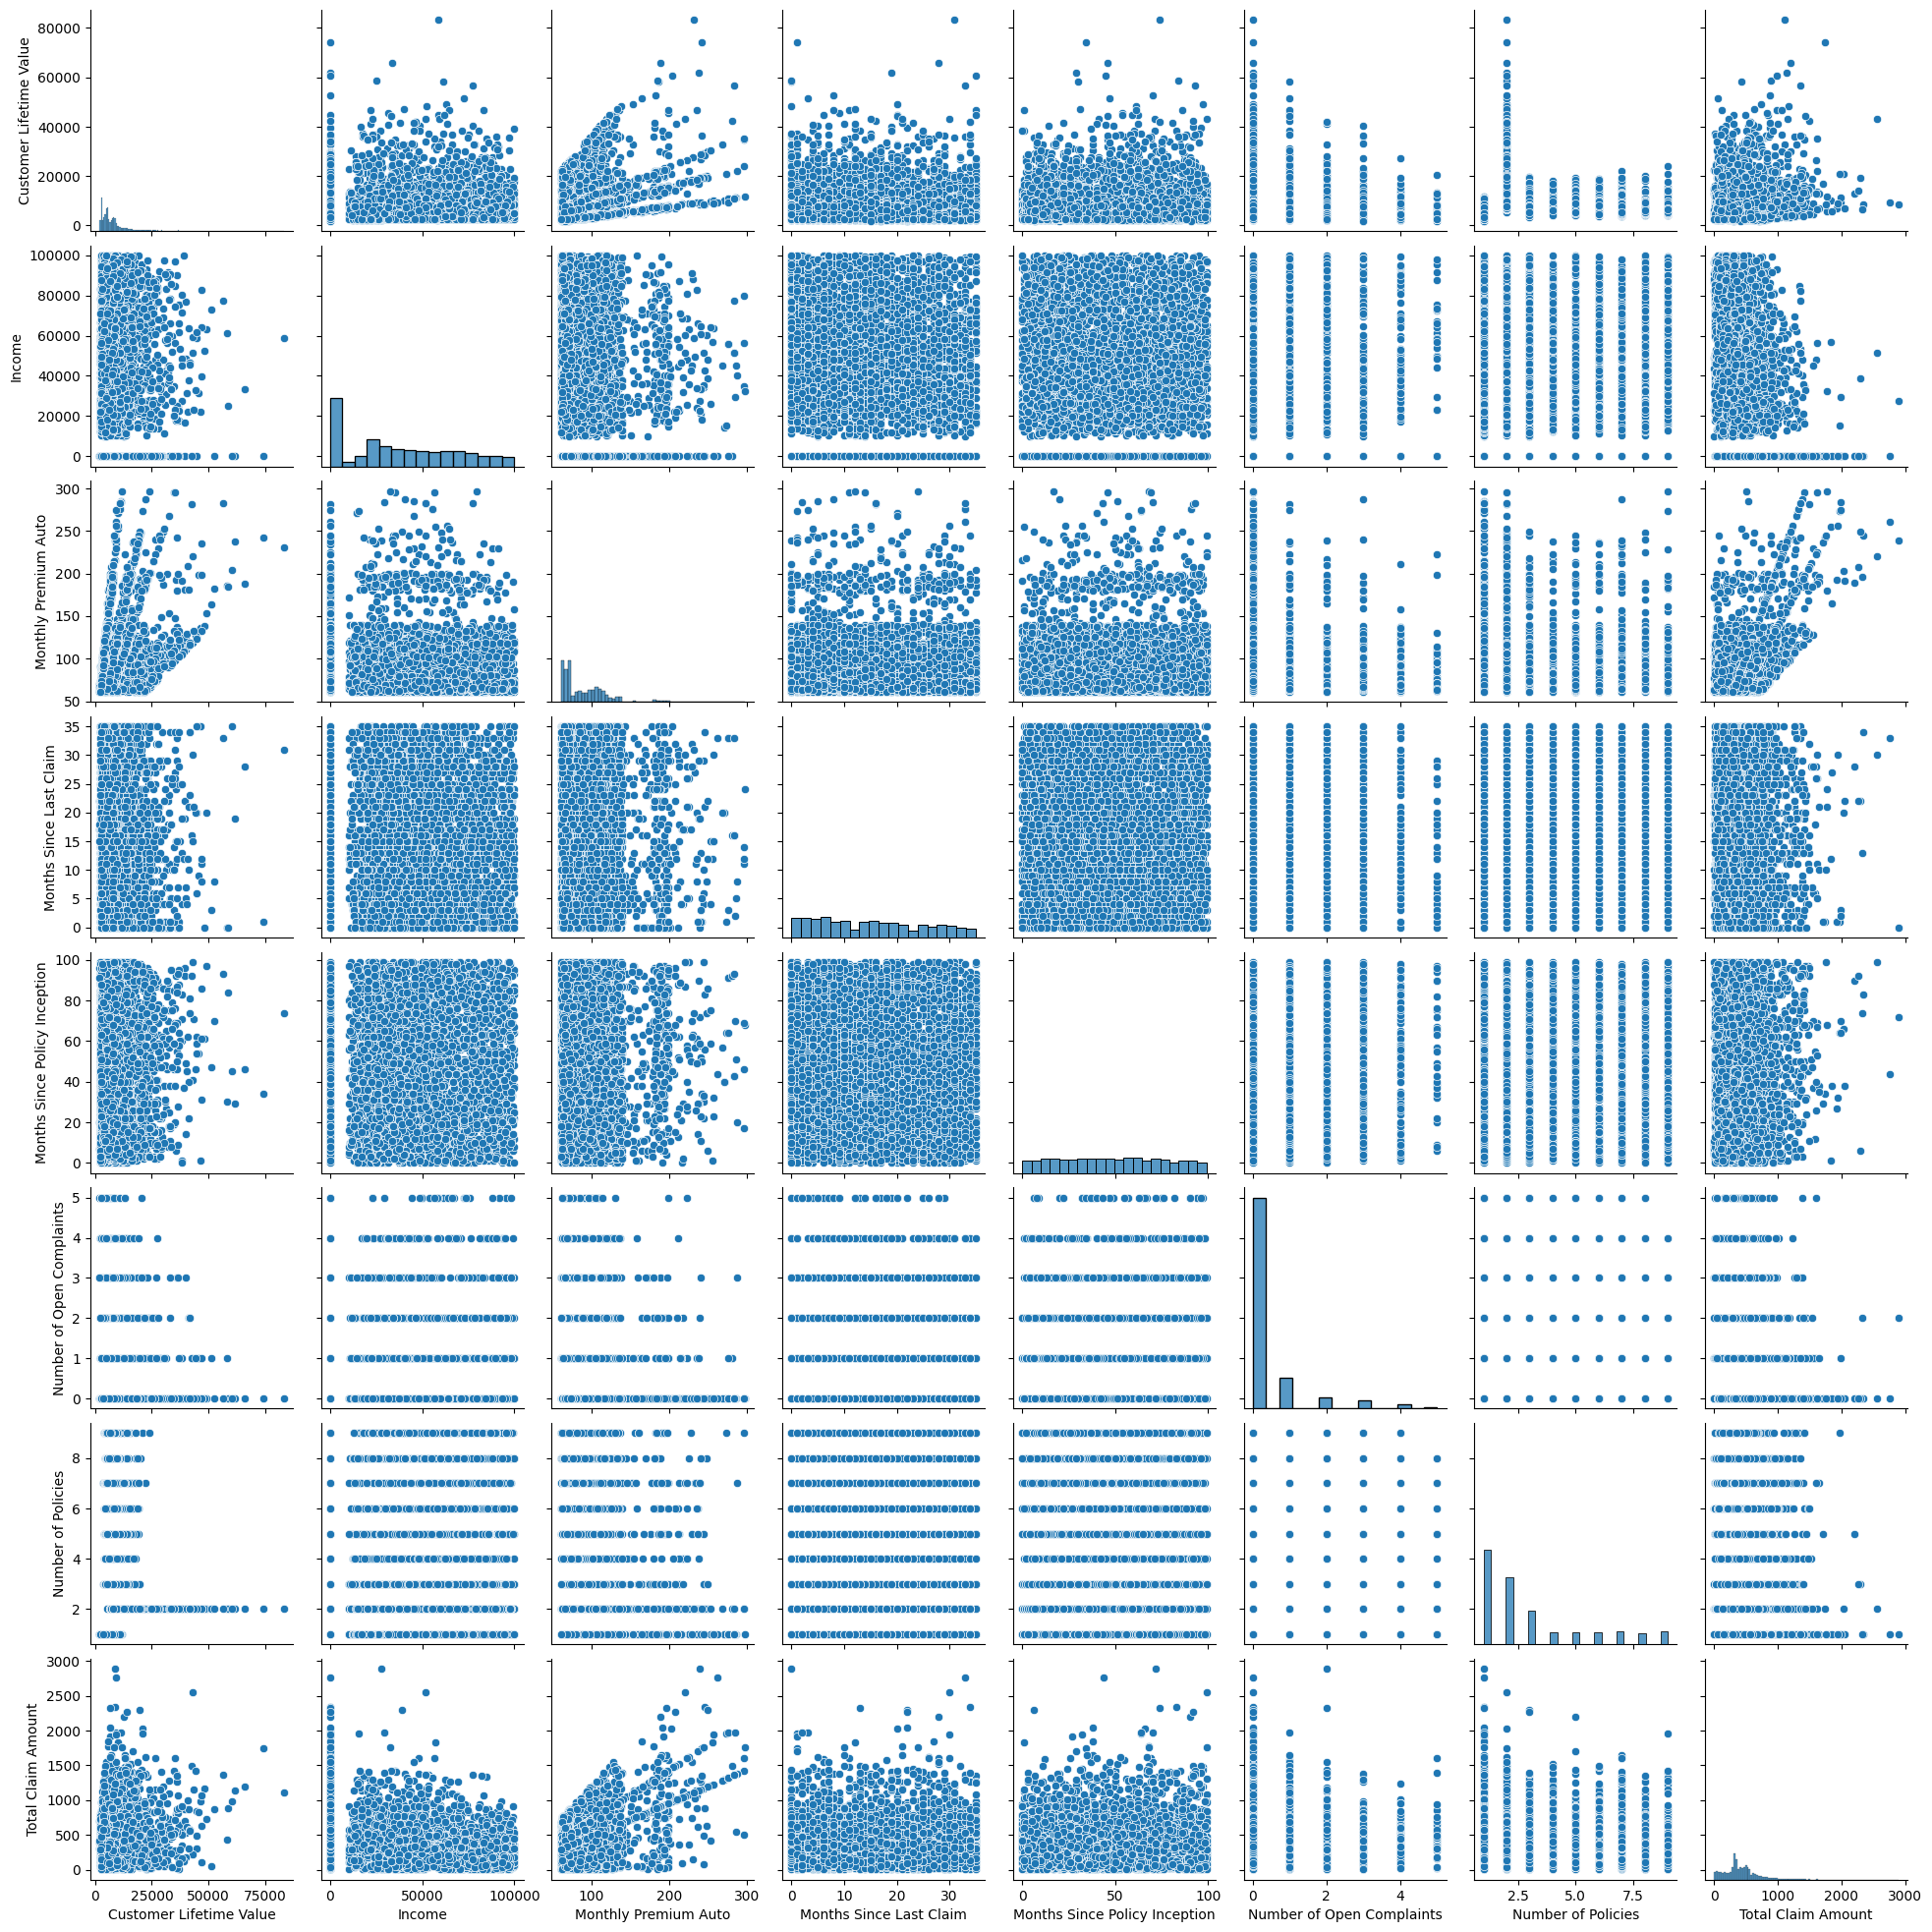 Customer Lifetime Value
80000
60000
40000
20000
0
Income
100000
80000
60000
40000
20000
0
Monthly Premium Auto
300
250
200
150
100
50
Months Since Last Claim
35
30
25
20
15
10
5
0
Months Since Policy Inception
100
80
60
40
20
0
Number of Open Complaints
5
4
3
2
1
0
Number of Policies
8
6
4
2
Total Claim Amount
3000
2500
2000
1500
1000
500
0
0 25000 50000 75000
Customer Lifetime Value
0 50000 100000
Income
100 200 300
Monthly Premium Auto
0 10 20 30
Months Since Last Claim
0 50 100
Months Since Policy Inception
0 2 4
Number of Open Complaints
2.5 5.0 7.5
Number of Policies
0 1000 2000 3000
Total Claim Amount